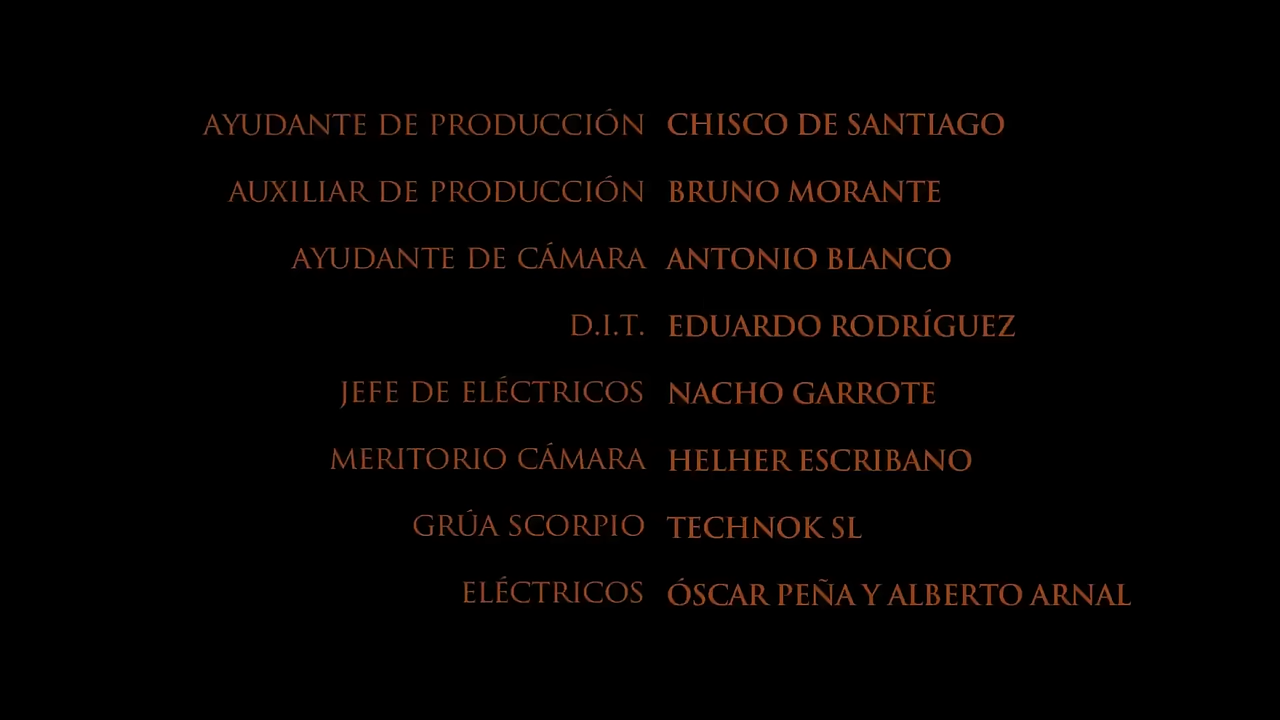 AYUDANTE DE PRODUCCIÓN CHISCO DE SANTIAGO
AUXILIAR DE PRODUCCIÓN BRUNO MORANTE
AYUDANTE DE CÁMARA ANTONIO BLANCO
D.I.T. EDUARDO RODRÍGUEZ
JEFE DE ELÉCTRICOS NACHO GARROTE
MERITORIO CÁMARA HELHER ESCRIBANO
GRÚA SCORPIO TECHNOK SL
ELÉCTRICOS ÓSCAR PEÑA Y ALBERTO ARNAL